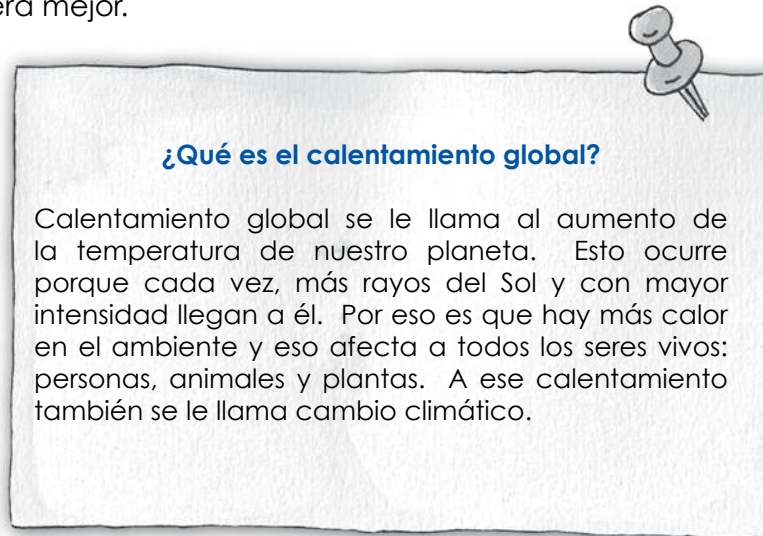 era mejor.
¿Qué es el calentamiento global?
Calentamiento global se le llama al aumento de
la temperatura de nuestro planeta. Esto ocurre
porque cada vez, más rayos del Sol y con mayor
intensidad llegan a él. Por eso es que hay más calor
en el ambiente y eso afecta a todos los seres vivos:
personas, animales y plantas. A ese calentamiento
también se le llama cambio climático.